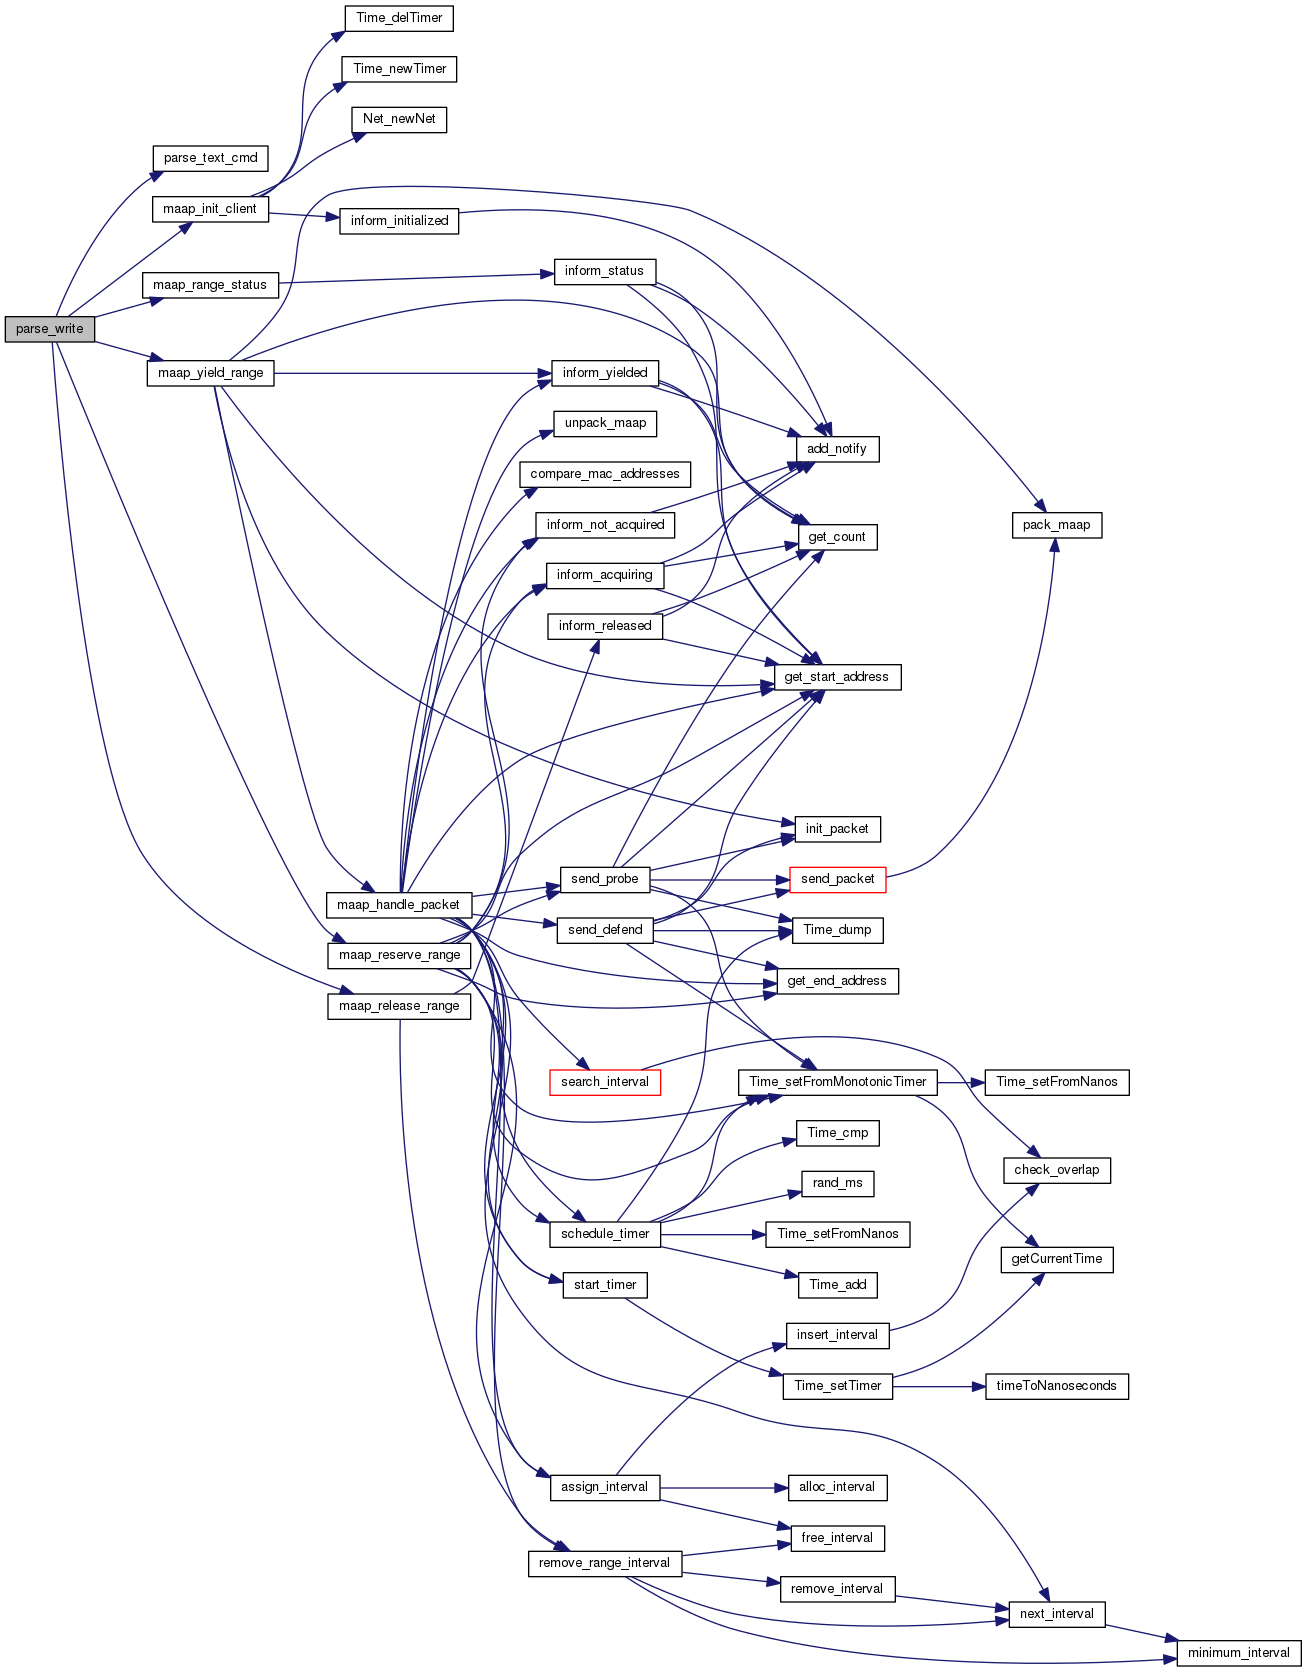 Time_delTimer
Time_newTimer
Net_newNet
parse_text_cmd
maap_init_client
inform_initialized
inform_status
maap_range_status
parse_write
maap_yield_range
inform_yielded
unpack_maap
add_notify
compare_mac_addresses
inform_not_acquired
pack_maap
get_count
inform_acquiring
inform_released
get_start_address
init_packet
send_probe
send_packet
maap_handle_packet
send_defend
Time_dump
maap_reserve_range
get_end_address
maap_release_range
search_interval
Time_setFromMonotonicTimer
Time_setFromNanos
Time_cmp
check_overlap
rand_ms
schedule_timer
Time_setFromNanos
getCurrentTime
start_timer
Time_add
insert_interval
Time_setTimer
timeToNanoseconds
assign_interval
alloc_interval
free_interval
remove_range_interval
remove_interval
next_interval
minimum_interval